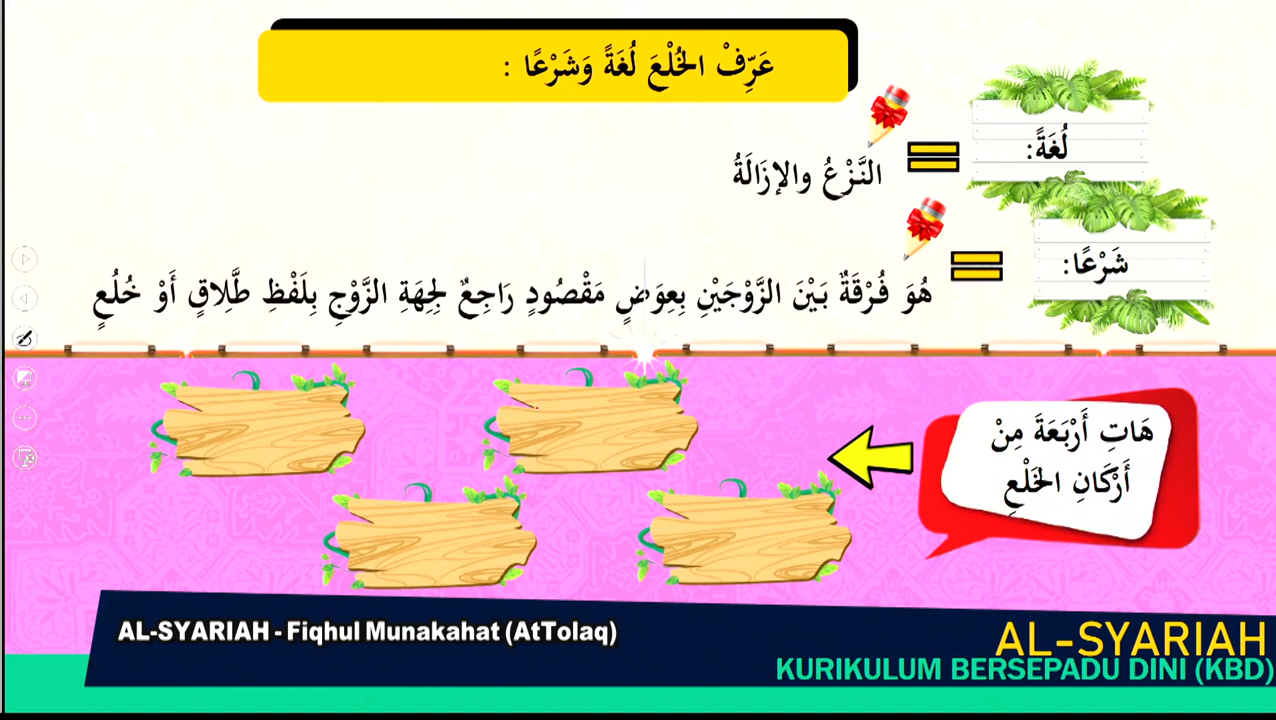 عَرِّفْ الخُلْعَ لُغَةً وَشَرْعًا :
لُغَةً:
النَّزْعُ والإزَالَةُ
شَرْعًا:
هُوَ فُرْقَةٌ بَيْنَ الزَّوْجَيْنِ بِعِوَضٍ مَقْصُودٍ رَاجِعٌ لِجِهَةِ الزَّوْجِ بِلَفْظِ طَّلَاقٍ أَوْ خُلْعٍ
هَاتِ أَرْبَعَةَ مِنْ
أَرْكَانِ الخَلْعِ
AL-SYARIAH - Fiqhul Munakahat (AtTolaq)
AL-SYARIAH
KURIKULUM BERSEPADU DINI (KBD)